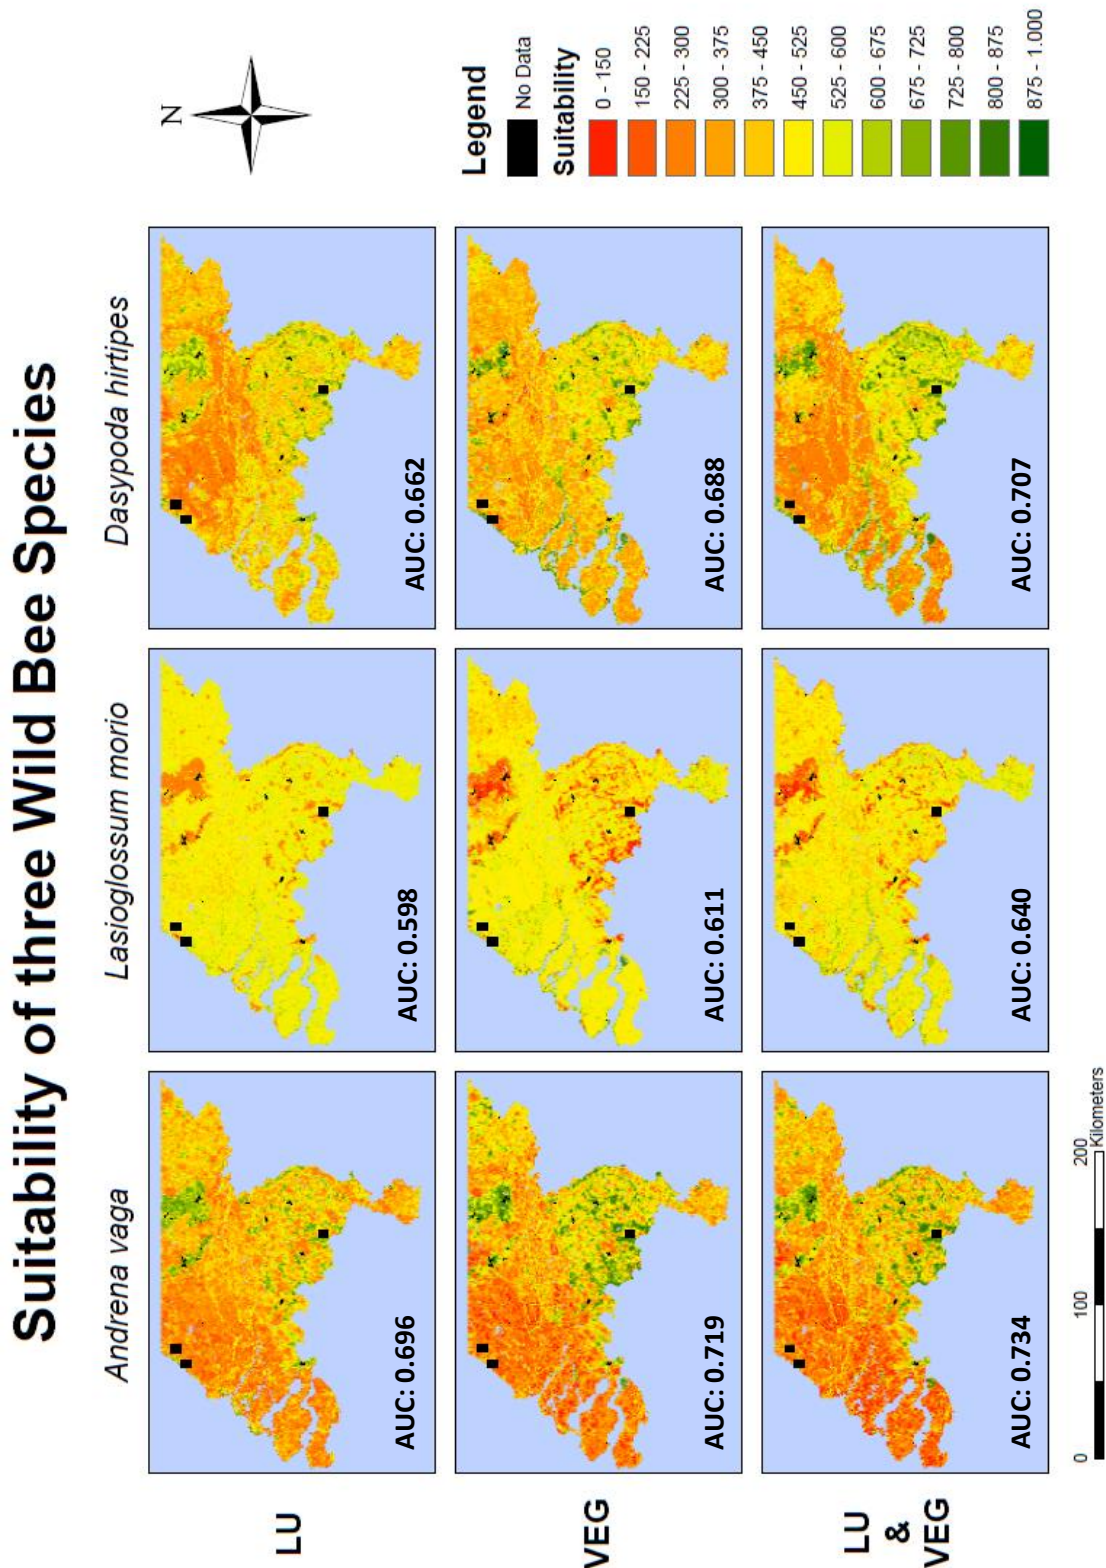 Suitability of three Wild Bee Species
Andrena vaga
Lasioglossum morio
Dasypoda hirtipes
N
LU
AUC: 0.696
AUC: 0.598
AUC: 0.662
VEG
AUC: 0.719
AUC: 0.611
AUC: 0.688
LU
&
VEG
AUC: 0.734
AUC: 0.640
AUC: 0.707
Legend
No Data
Suitability
0 - 150
150 - 225
225 - 300
300 - 375
375 - 450
450 - 525
525 - 600
600 - 675
675 - 725
725 - 800
800 - 875
875 - 1.000
0 100 200
Kilometers